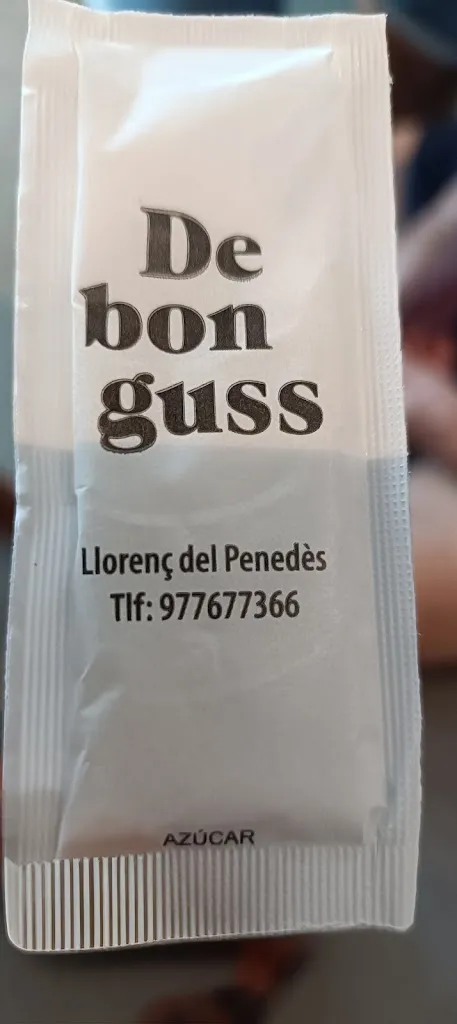 De
bon
guss
Llorenç del Penedès
Tlf: 977677366
AZÚCAR